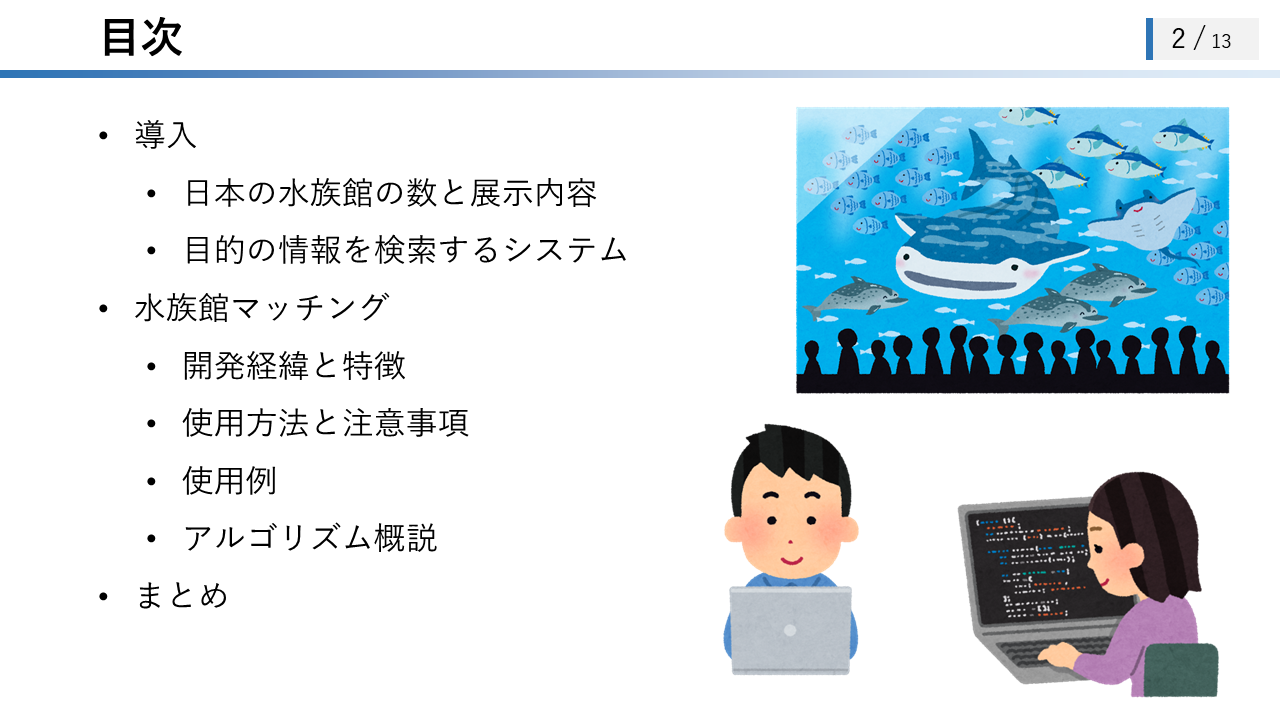 目次
2 / 13
• 導入
• 日本の水族館の数と展示内容
• 目的の情報を検索するシステム
• 水族館マッチング
• 開発経緯と特徴
• 使用方法と注意事項
• 使用例
• アルゴリズム概説
• まとめ